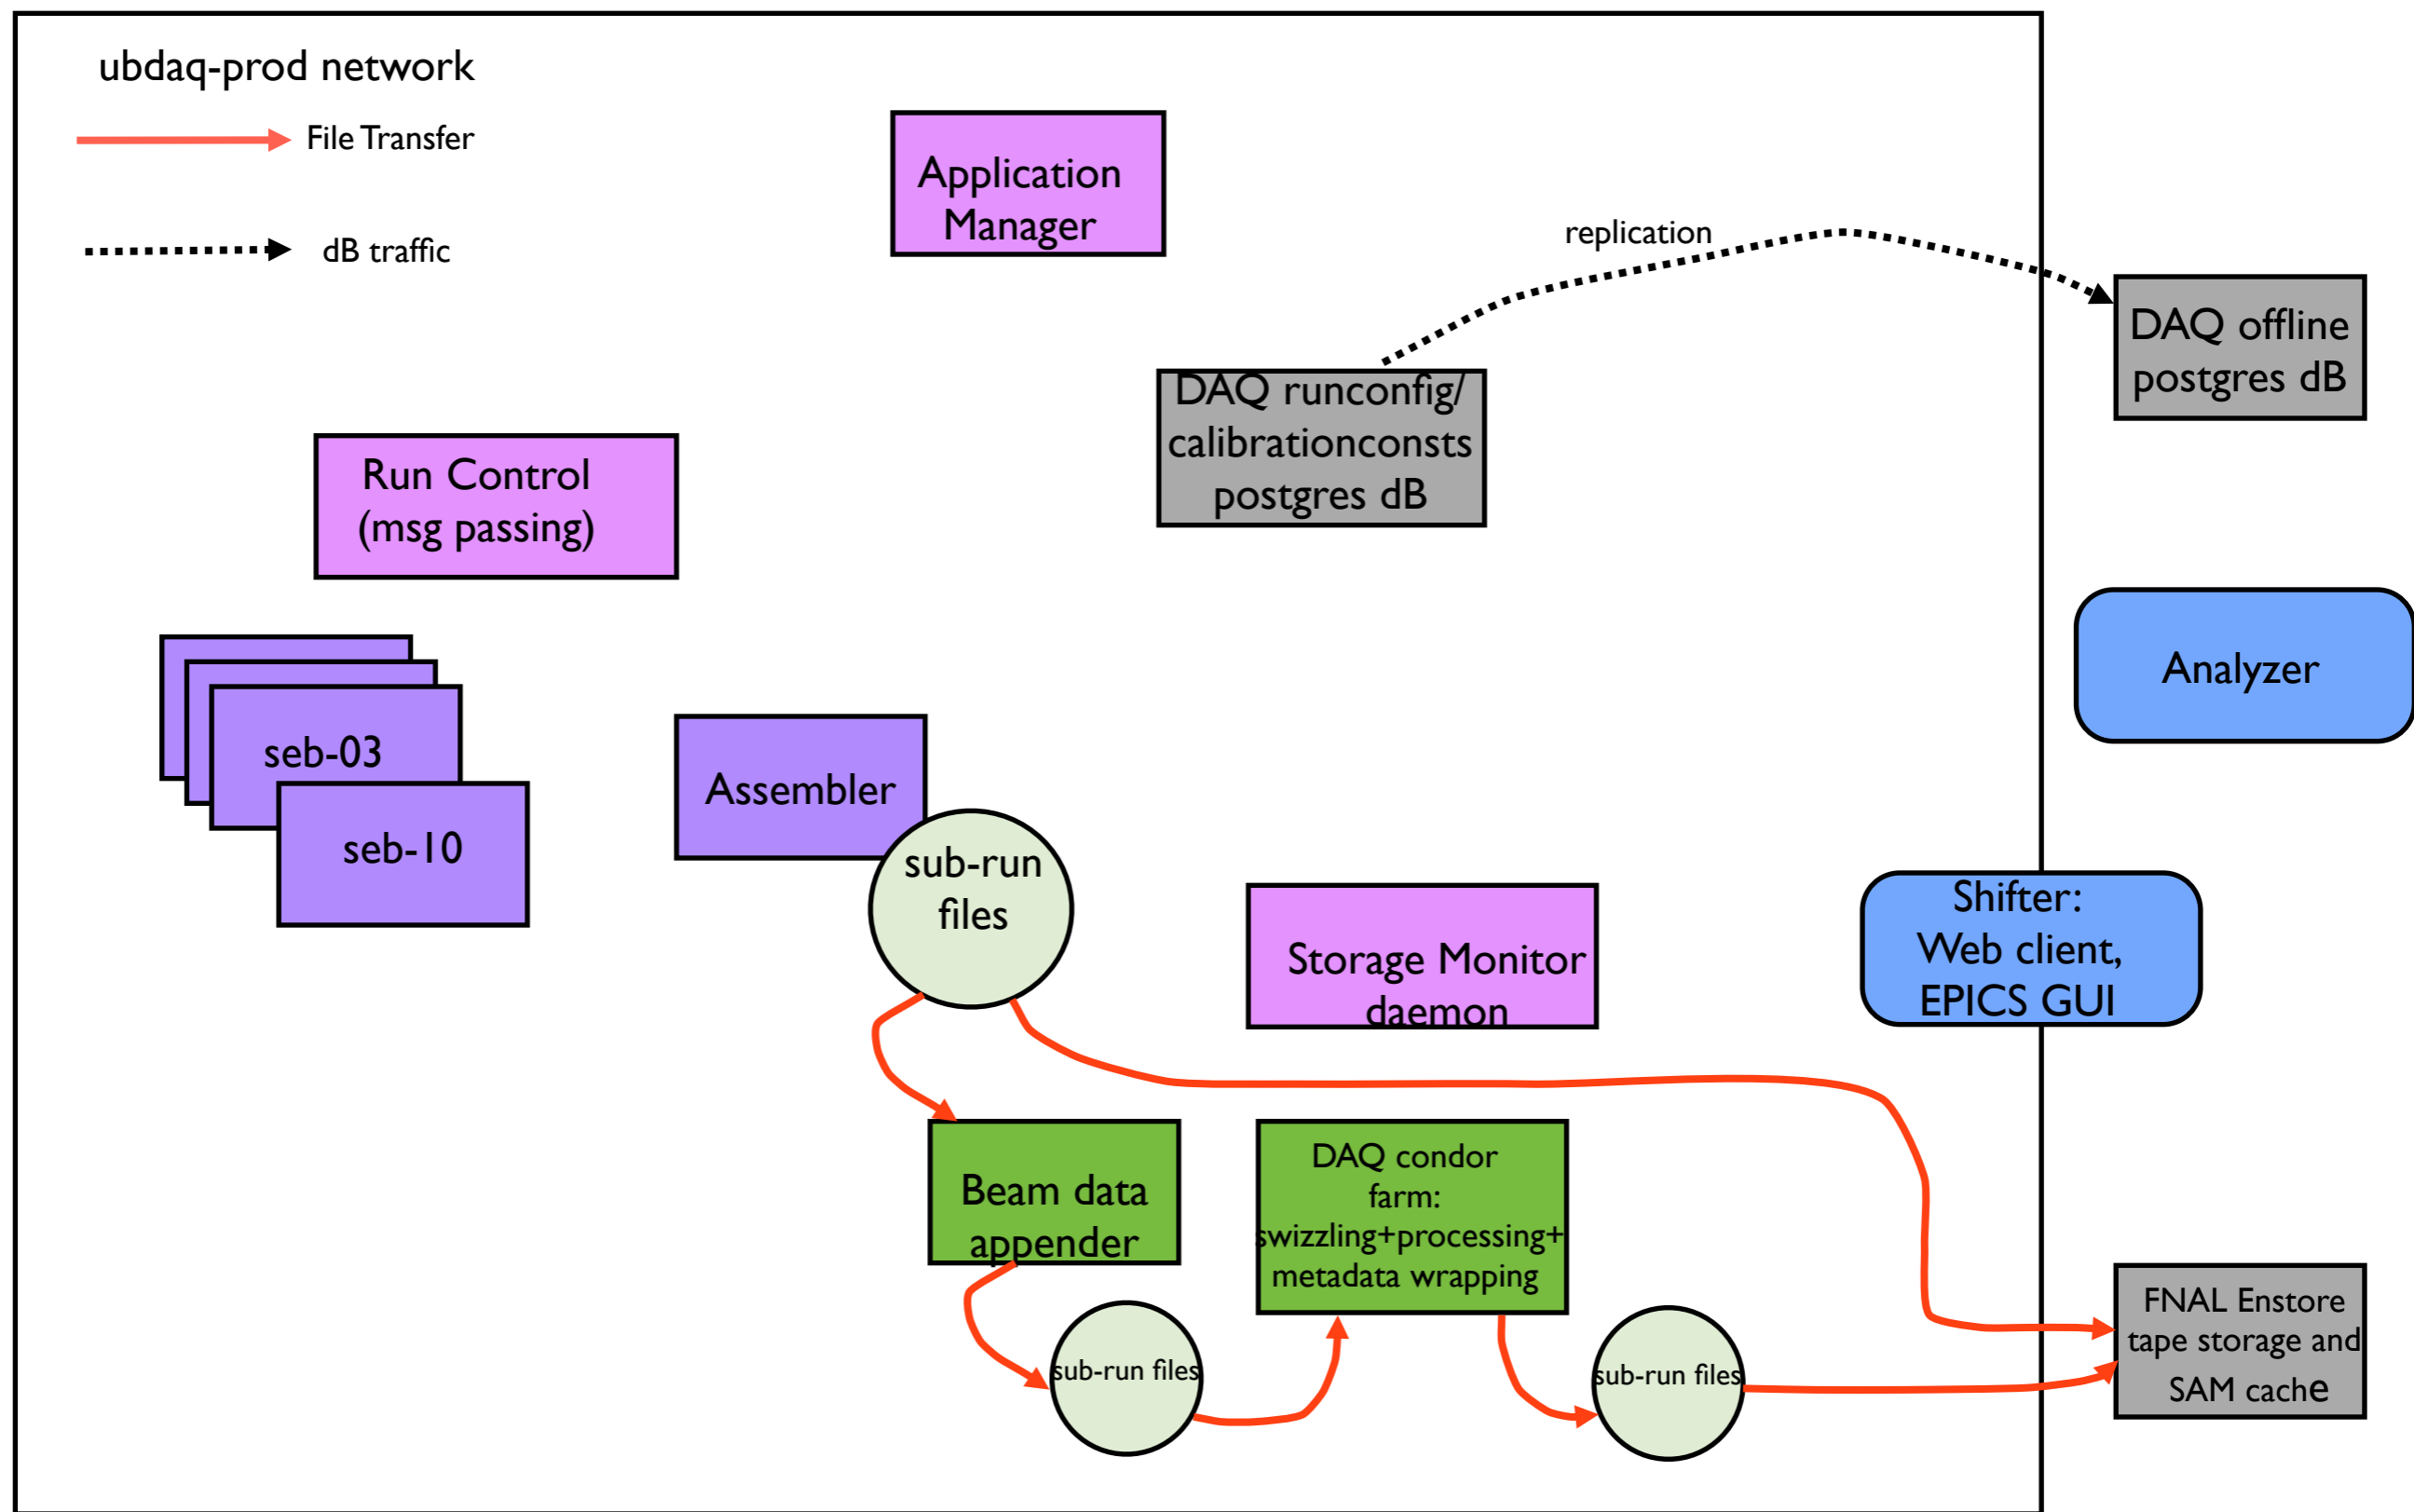 ubdaq-prod network
File Transfer
dB traffic
Application
Manager
replication
DAQ offline
postgres dB
DAQ runconfig/
calibrationconsts
postgres dB
Run Control
(msg passing)
Analyzer
seb-03
seb-10
Assembler
sub-run
files
Storage Monitor
daemon
Shifter:
Web client,
EPICS GUI
Beam data
appender
DAQ condor
farm:
swizzling+processing+
metadata wrapping
sub-run files
sub-run files
FNAL Enstore
tape storage and
SAM cache